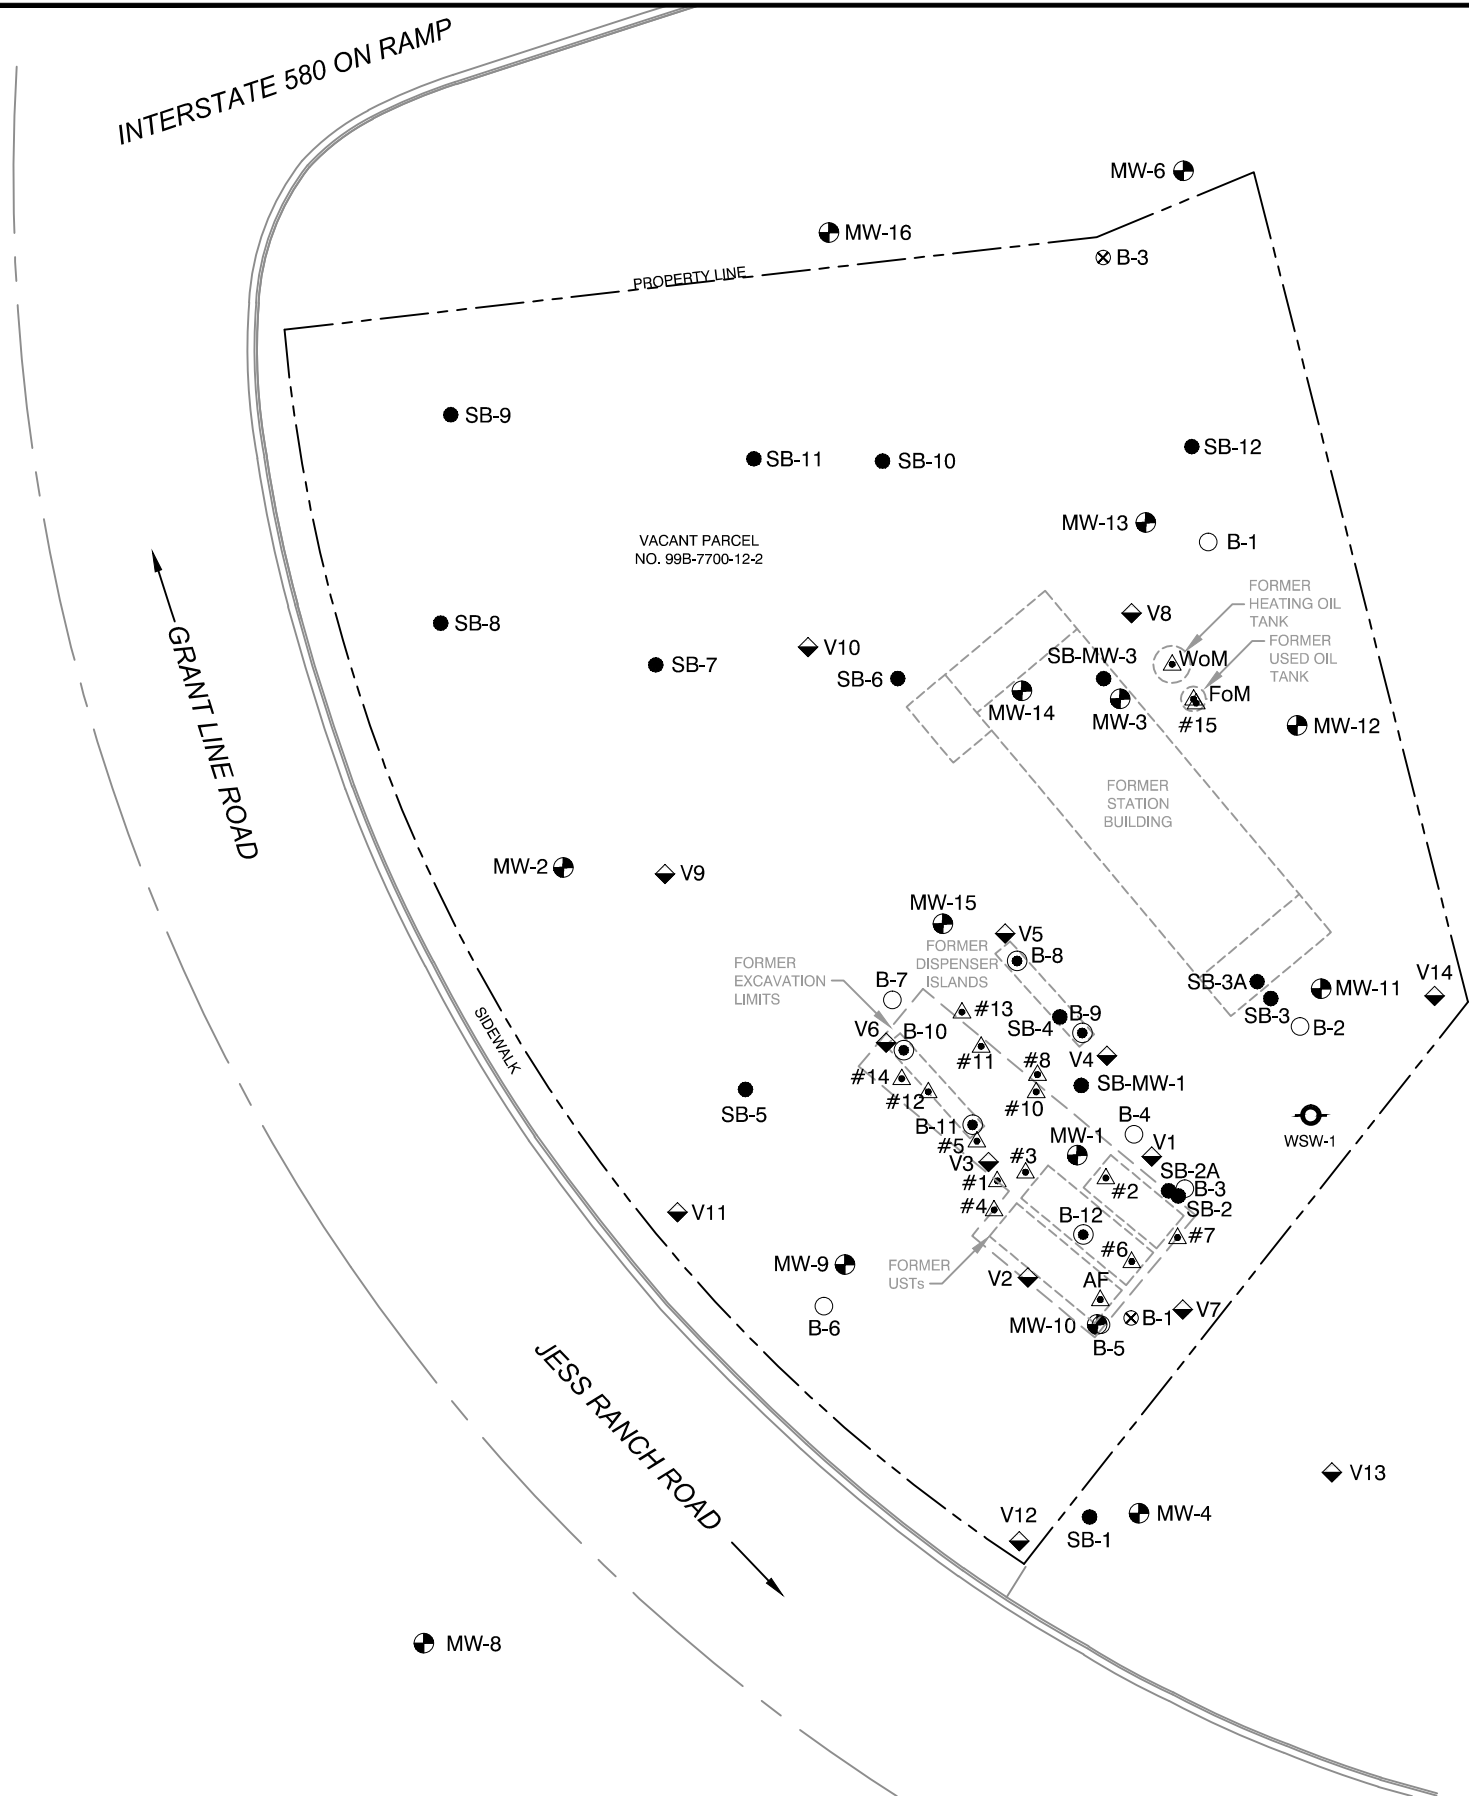 INTERSTATE 580 ON RAMP
MW-6
MW-16
B-3
PROPERTY LINE
SB-9
SB-11
SB-10
SB-12
MW-13
B-1
VACANT PARCEL
NO. 99B-7700-12-2
FORMER
HEATING OIL
TANK
V8
SB-8
GRANT LINE ROAD
V10
SB-7
SB-6
SB-MW-3
WoM
FORMER
USED OIL
TANK
FoM
MW-14
MW-3
#15
MW-12
FORMER
STATION
BUILDING
MW-2
V9
MW-15
V5
FORMER
DISPENSER
ISLANDS
B-8
FORMER
EXCAVATION
LIMITS
B-7
SB-3A
MW-11
V14
SB-3
B-2
#13
B-9
SB-4
SIDEWALK
V6
B-10
#11
V4
#8
#14
#12
#10
SB-MW-1
SB-5
B-11
B-4
WSW-1
#5
MW-1
V1
V3
#3
SB-2A
#1
#2
B-3
SB-2
#4
V11
B-12
#7
#6
MW-9
FORMER
USTs
V2
AF
B-6
MW-10
B-1
V7
B-5
JESS RANCH ROAD
V13
V12
SB-1
MW-4
MW-8